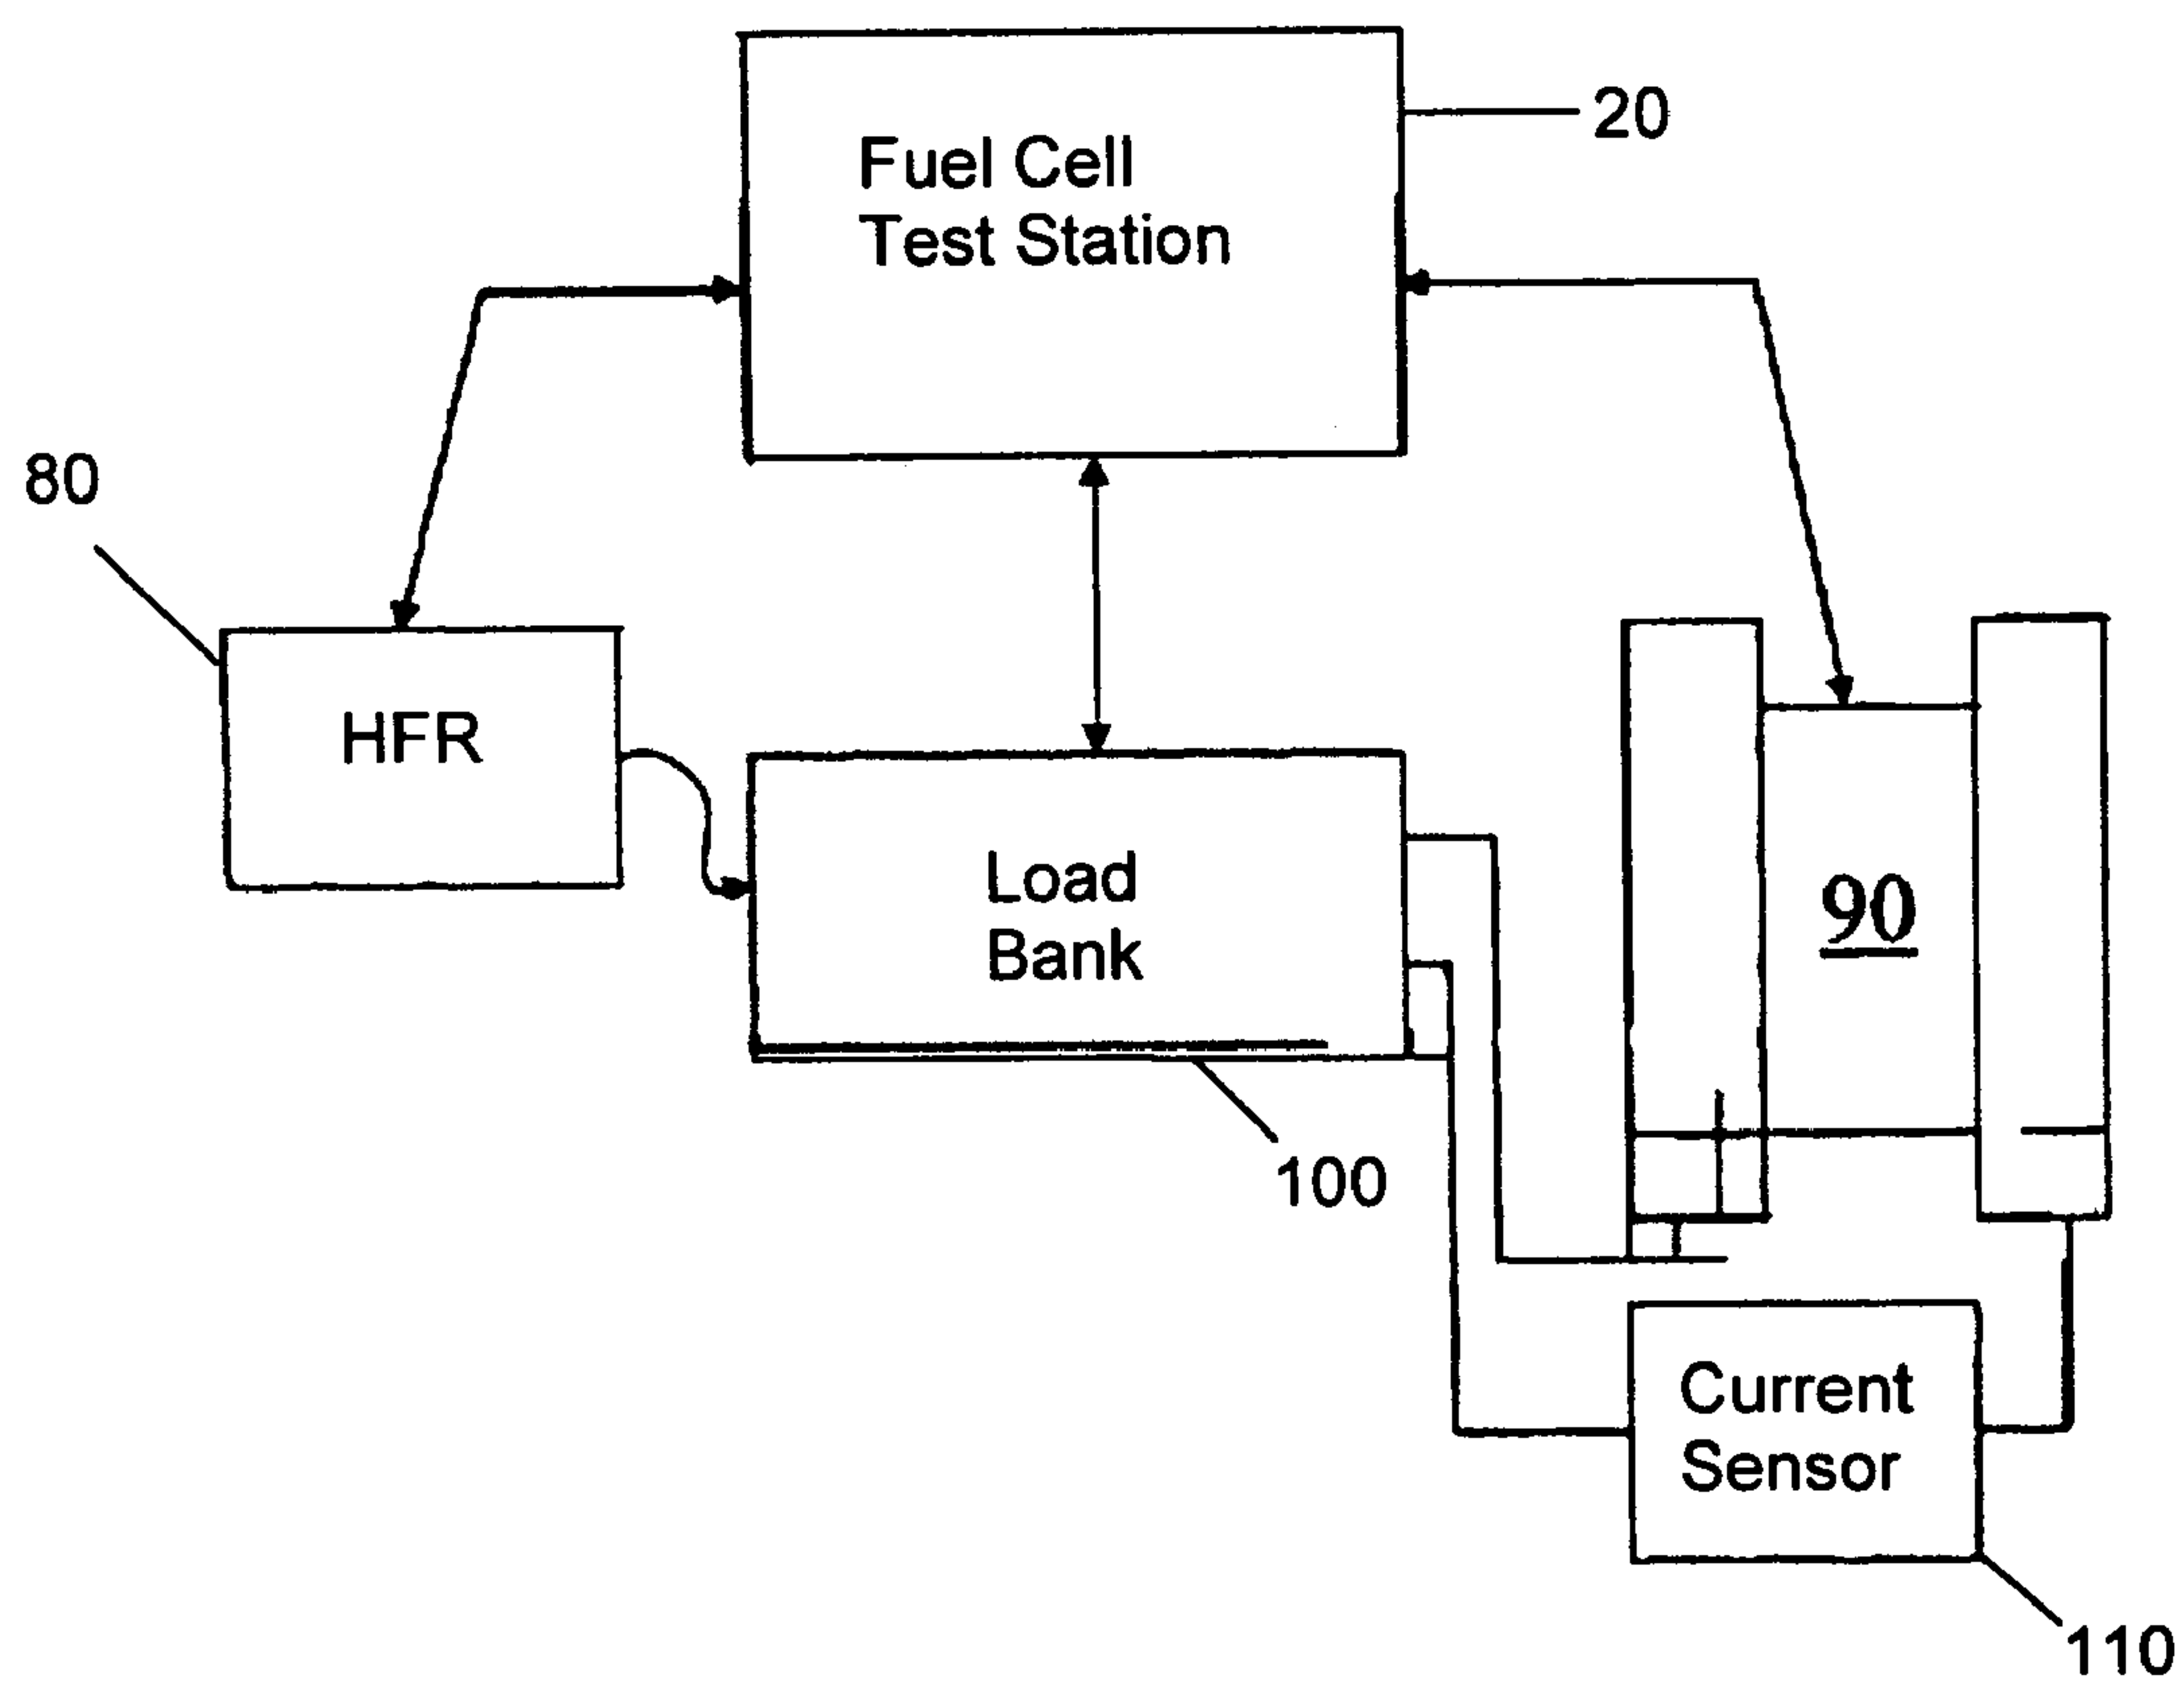 Fuel Cell
Test Station
20
80
HFR
Load
Bank
90
100
Current
Sensor
110